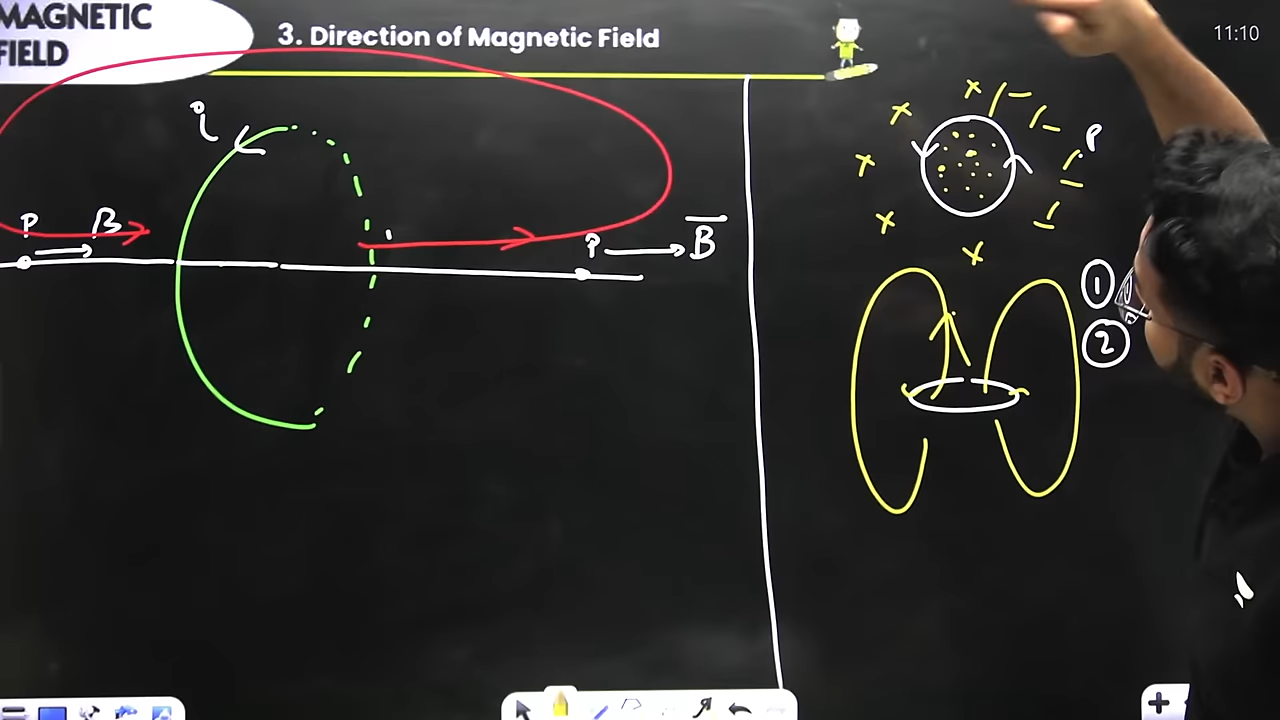 MAGNETIC
FIELD
3. Direction of Magnetic Field
11:10
i
P
B
P
B
P
x
x
x
x
x
1
2